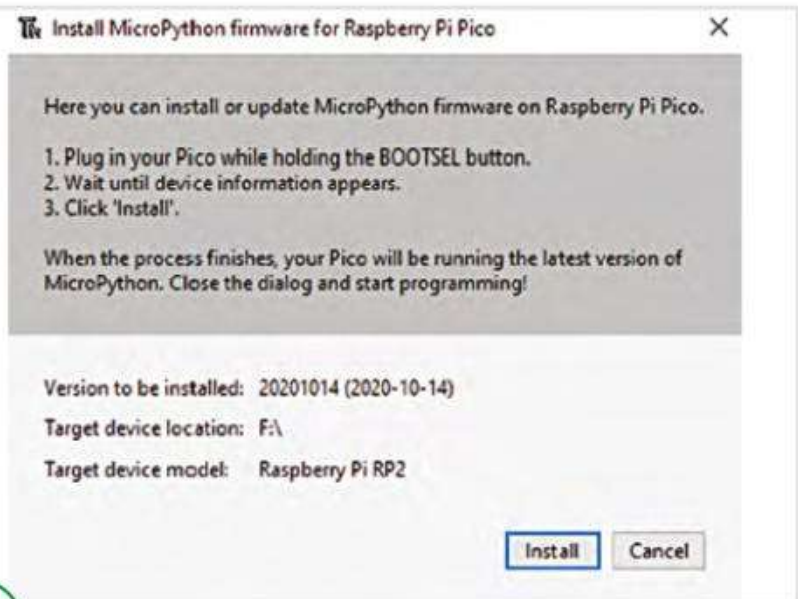 Install MicroPython firmware for Raspberry Pi Pico
Here you can install or update MicroPython firmware on Raspberry Pi Pico.
1. Plug in your Pico while holding the BOOTSEL button.
2. Wait until device information appears.
3. Click 'Install'.
When the process finishes, your Pico will be running the latest version of
MicroPython. Close the dialog and start programming!
Version to be installed: 20201014 (2020-10-14)
Target device location: F:\
Target device model: Raspberry Pi RP2
Install Cancel